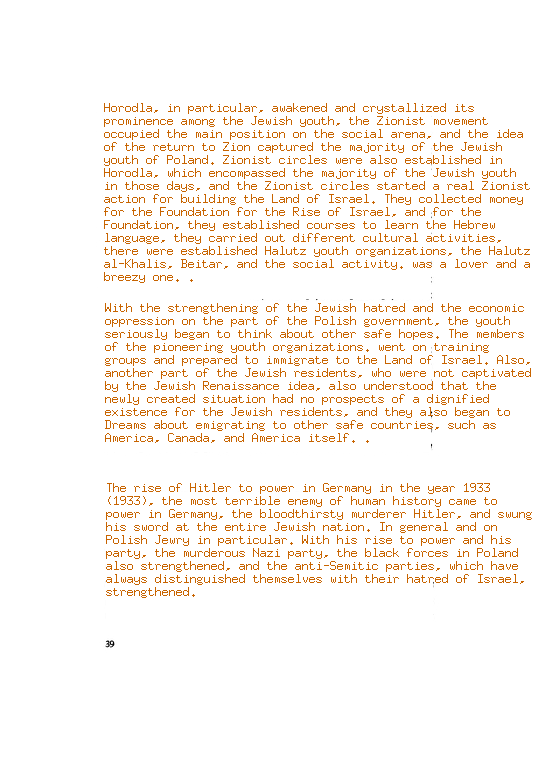 Horodla, in particular, awakened and crystallized its
prominence among the Jewish youth, the Zionist movement
occupied the main position on the social arena, and the idea
of the return to Zion captured the majority of the Jewish
youth of Poland. Zionist circles were also established in
Horodla, which encompassed the majority of the Jewish youth
in those days, and the Zionist circles started a real Zionist
action for building the Land of Israel. They collected money
for the Foundation for the Rise of Israel, and for the
Foundation, they established courses to learn the Hebrew
language, they carried out different cultural activities,
there were established Halutz youth organizations, the Halutz
al-Khalis, Beitar, and the social activity. was a lover and a
breezy one. .
With the strengthening of the Jewish hatred and the economic
oppression on the part of the Polish government, the youth
seriously began to think about other safe hopes. The members
of the pioneering youth organizations. went on training
groups and prepared to immigrate to the Land of Israel. Also,
another part of the Jewish residents, who were not captivated
by the Jewish Renaissance idea, also understood that the
newly created situation had no prospects of a dignified
existence for the Jewish residents, and they also began to
Dreams about emigrating to other safe countries, such as
America, Canada, and America itself. .
The rise of Hitler to power in Germany in the year 1933
(1933), the most terrible enemy of human history came to
power in Germany, the bloodthirsty murderer Hitler, and swung
his sword at the entire Jewish nation. In general and on
Polish Jewry in particular. With his rise to power and his
party, the murderous Nazi party, the black forces in Poland
also strengthened, and the anti-Semitic parties, which have
always distinguished themselves with their hatred of Israel,
strengthened.
39